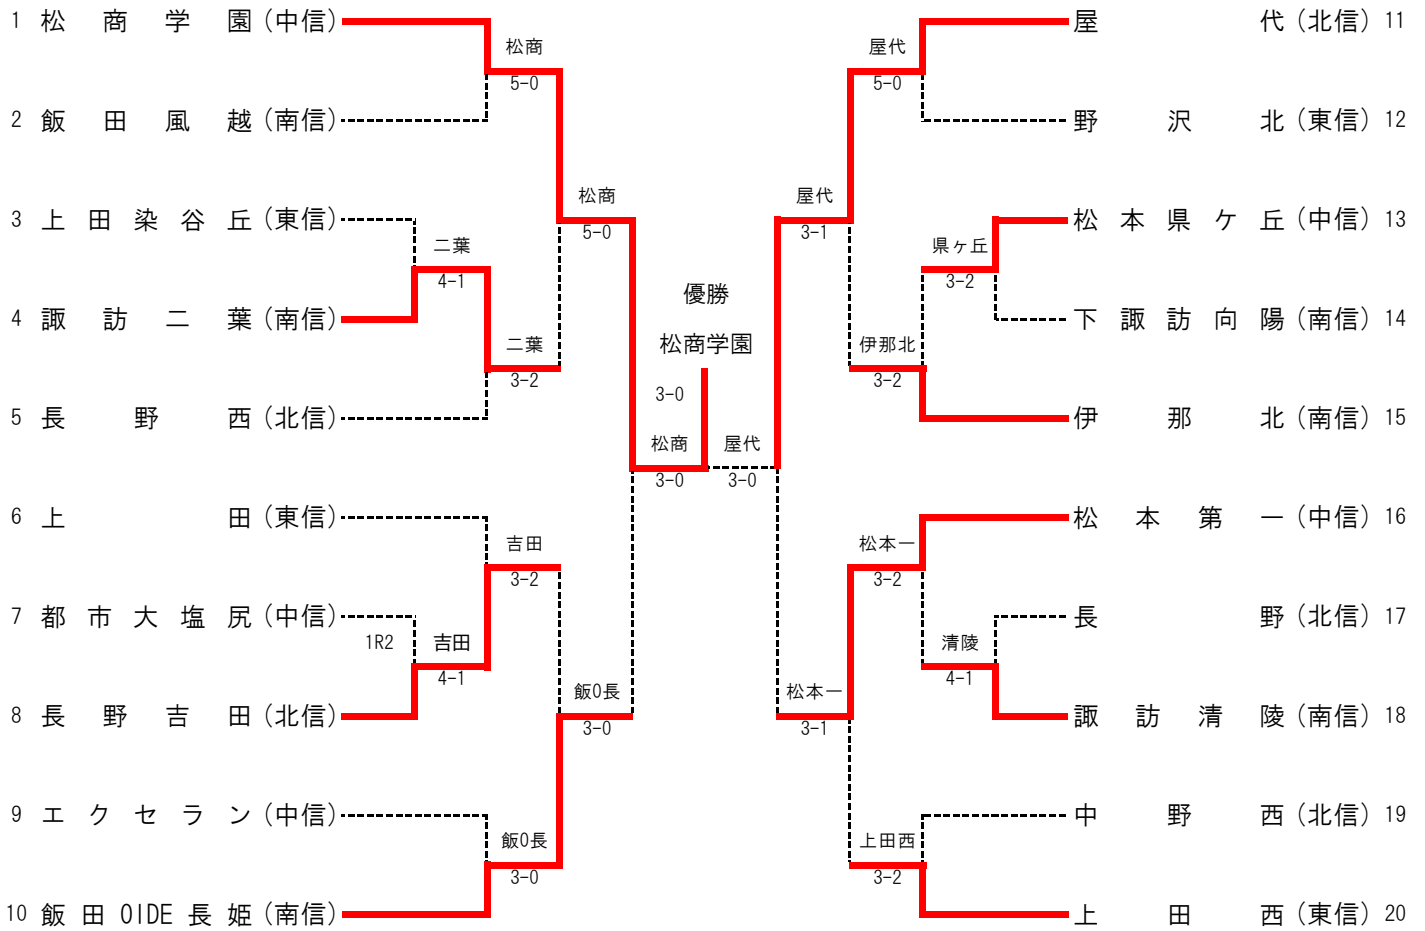 1 松商学園(中信)
松商
5-0
2 飯田風越(南信)
松商
5-0
3 上田染谷丘(東信)
二葉
4-1
4 諏訪二葉(南信)
二葉
3-2
5 長野西(北信)
6 上田(東信)
吉田
3-2
7 都市大塩尻(中信)
1R2
吉田
4-1
8 長野吉田(北信)
飯O長
3-0
9 エクセラン(中信)
飯O長
3-0
10 飯田OIDE長姫(南信)
優勝
松商学園
3-0
松商
3-0
屋代
3-0
屋代(北信) 11
屋代
5-0
野沢北(東信) 12
屋代
3-1
松本県ケ丘(中信) 13
県ヶ丘
3-2
下諏訪向陽(南信) 14
伊那北
3-2
伊那北(南信) 15
松本第一(中信) 16
松本一
3-2
長野(北信) 17
清陵
4-1
諏訪清陵(南信) 18
松本一
3-1
中野西(北信) 19
上田西
3-2
上田西(東信) 20